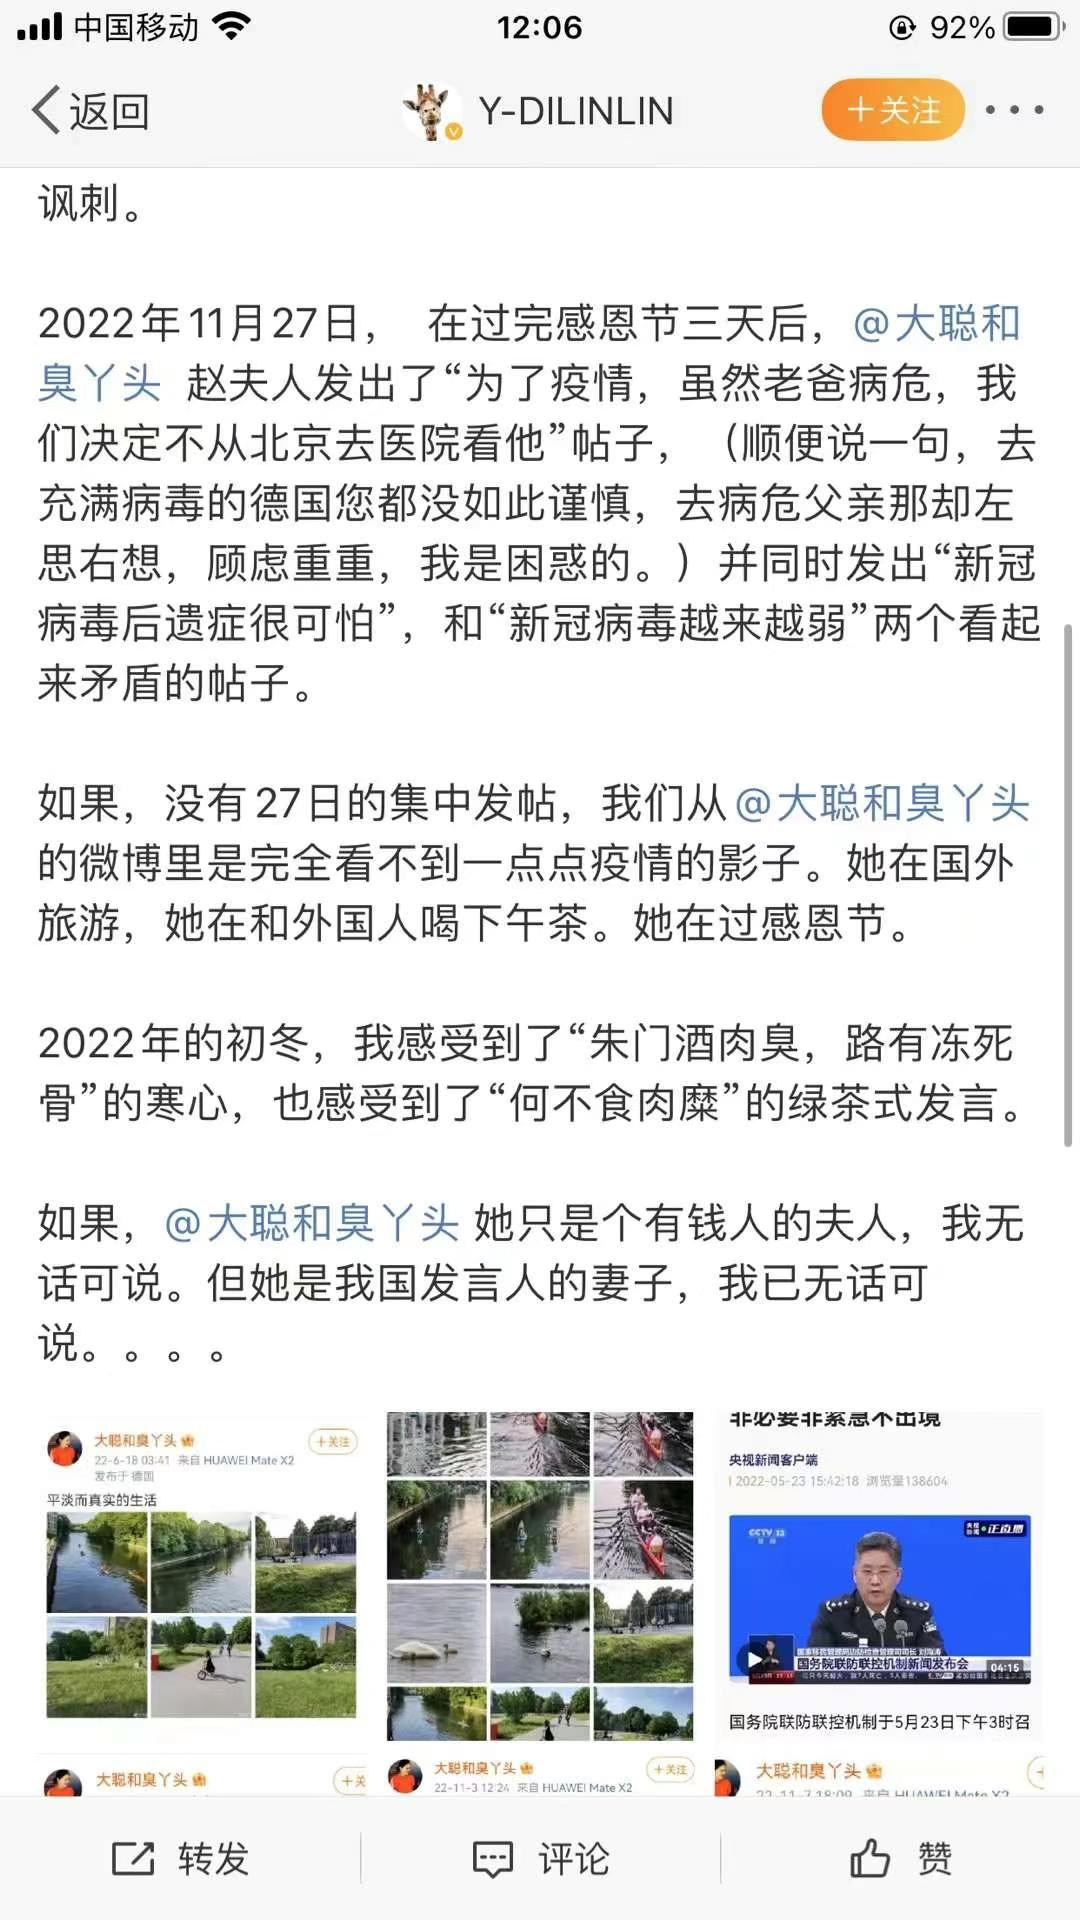 中国移动 12:06 92%
返回 Y-DILINLIN 十关注
讽刺。
2022年11月27日， 在过完感恩节三天后，@大聪和
臭丫头 赵夫人发出了“为了疫情，虽然老爸病危，我
们决定不从北京去医院看他”帖子，（顺便说一句，去
充满病毒的德国您都没如此谨慎，去病危父亲那却左
思右想，顾虑重重，我是困惑的。）并同时发出“新冠
病毒后遗症很可怕”，和“新冠病毒越来越弱”两个看起
来矛盾的帖子。
如果，没有27日的集中发帖，我们从@大聪和臭丫头
的微博里是完全看不到一点点疫情的影子。她在国外
旅游，她在和外国人喝下午茶。她在过感恩节。
2022年的初冬，我感受到了“朱门酒肉臭，路有冻死
骨”的寒心，也感受到了“何不食肉糜”的绿茶式发言。
如果，@大聪和臭丫头 她只是个有钱人的夫人，我无
话可说。但她是我国发言人的妻子，我已无话可
说。。。。
大聪和臭丫头
+关注
22-6-18 03:41 来自 HUAWEI Mate X2
发布于 德国
平淡而真实的生活
非必要非紧急不出境
央视新闻客户端
2022-05-23 15:42:18 浏览量138604
CCTV 13
正直播
国务院联防联控机制新闻发布会
04:15
国务院联防联控机制于5月23日下午3时召
大聪和臭丫头
+关
大聪和臭丫头
+关注
22-11-3 12:24 来自 HUAWEI Mate X2
大聪和臭丫头
22-11-7 18:09 来自 HUAWEI Mate X2
转发 评论 赞